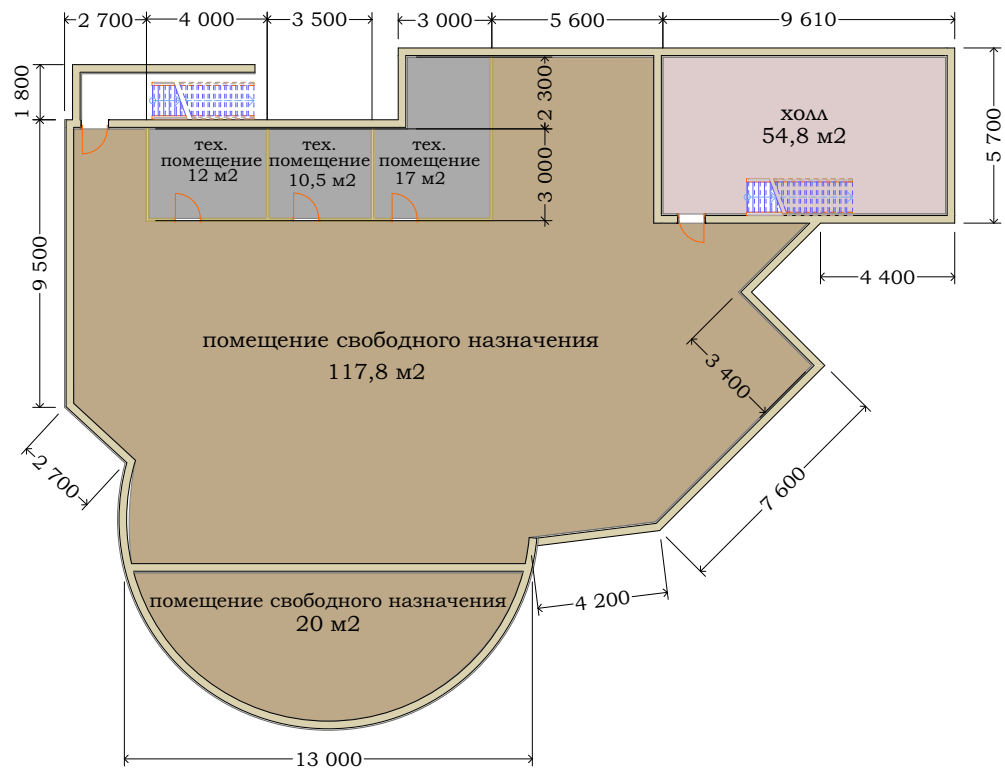 2 700
4 000
3 500
3 000
5 600
9 610
1 800
2 300
холл
54,8 м2
5 700
тех.
помещение
12 м2
тех.
помещение
10,5 м2
тех.
помещение
17 м2
3 000
9 500
4 400
помещение свободного назначения
117,8 м2
3 400
2 700
7 600
помещение свободного назначения
20 м2
4 200
13 000